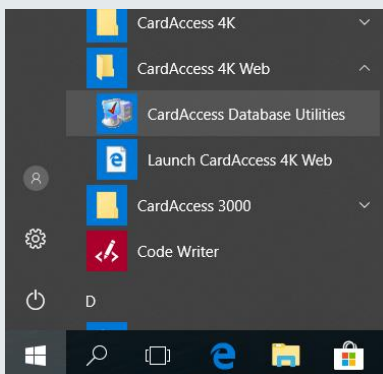 CardAccess 4K
CardAccess 4K Web
CardAccess Database Utilities
Launch CardAccess 4K Web
CardAccess 3000
Code Writer
D